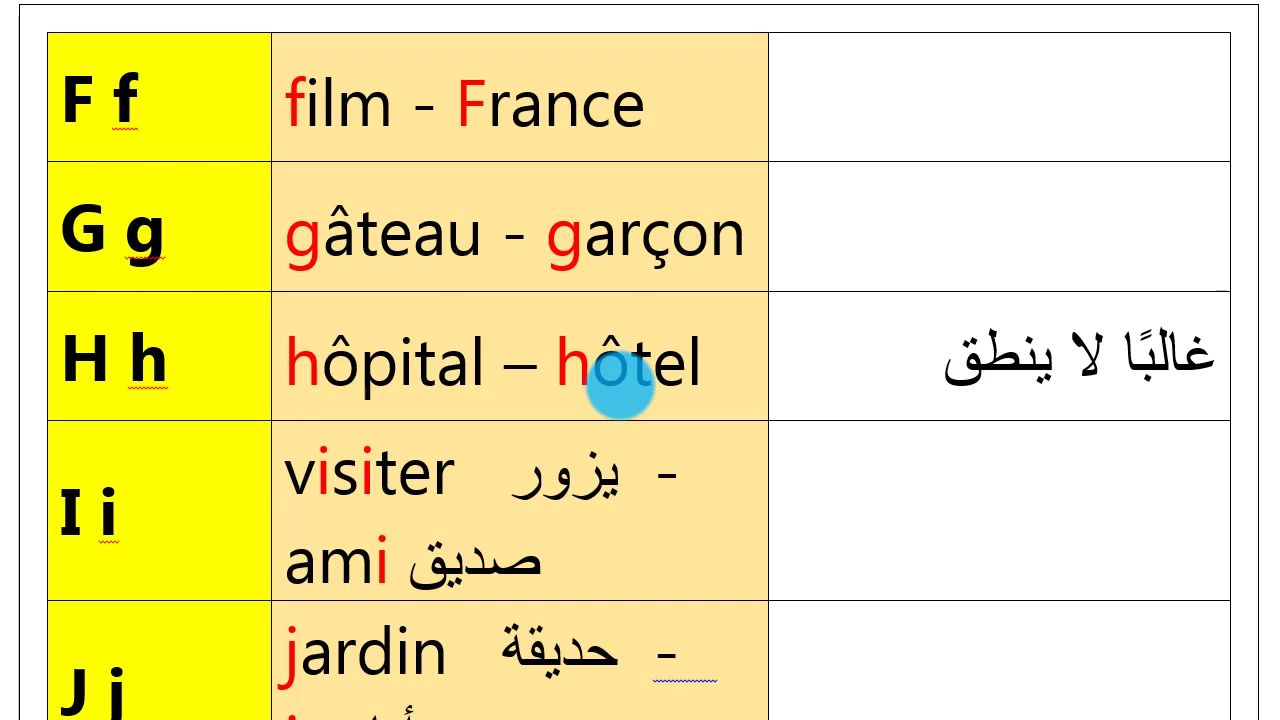 F f
film - France
G g
gâteau - garçon
H h
hôpital – hôtel
غالبًا لا ينطق
I i
visiter يزور -
ami صديق
J j
jardin حديقة -